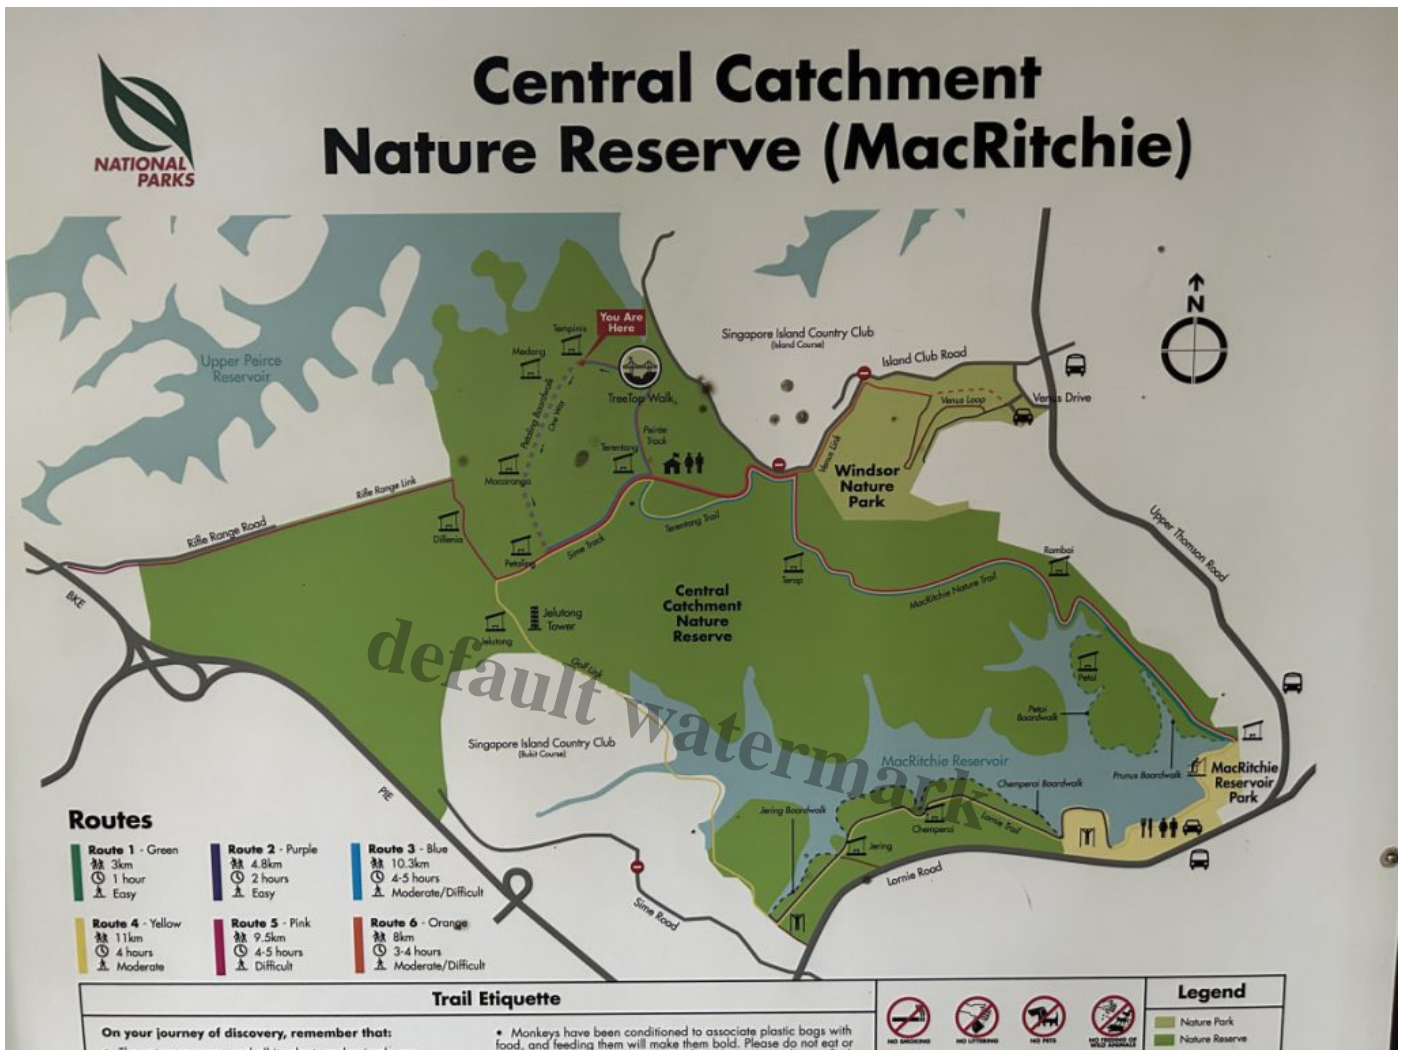 Central Catchment
Nature Reserve (MacRitchie)
NATIONAL
PARKS
N
Upper Peirce
Reservoir
Singapore Island Country Club
(Island Course)
Island Club Road
Venus Drive
Venus Loop
Venus Link
Windsor
Nature
Park
You Are
Here
Tempinis
Medang
TreeTop Walk
Petaling Boardwalk
One Way
Peirce
Track
Terentang
Macaranga
Rifle Range Link
Rifle Range Road
Dillenia
Petaling
Sime Track
Terentang Trail
Terap
Rambai
MacRitchie Nature Trail
Upper Thomson Road
Central
Catchment
Nature
Reserve
BKE
Jelutong
Jelutong
Tower
Golf Link
default watermark
Petai
Petai
Boardwalk
Singapore Island Country Club
(Bukit Course)
MacRitchie Reservoir
Prunus Boardwalk
MacRitchie
Reservoir
Park
Chemperai Boardwalk
Jering Boardwalk
Lornie Trail
Chemperai
Jering
Lornie Road
PIE
Sime Road
Routes
Route 1 - Green
3km
1 hour
Easy
Route 2 - Purple
4.8km
2 hours
Easy
Route 3 - Blue
10.3km
4-5 hours
Moderate/Difficult
Route 4 - Yellow
11km
4 hours
Moderate
Route 5 - Pink
9.5km
4-5 hours
Difficult
Route 6 - Orange
8km
3-4 hours
Moderate/Difficult
Trail Etiquette
On your journey of discovery, remember that:
• Monkeys have been conditioned to associate plastic bags with
food, and feeding them will make them bold. Please do not eat or
NO SMOKING
NO LITTERING
NO PETS
NO FEEDING OF
WILD ANIMALS
Legend
Nature Park
Nature Reserve